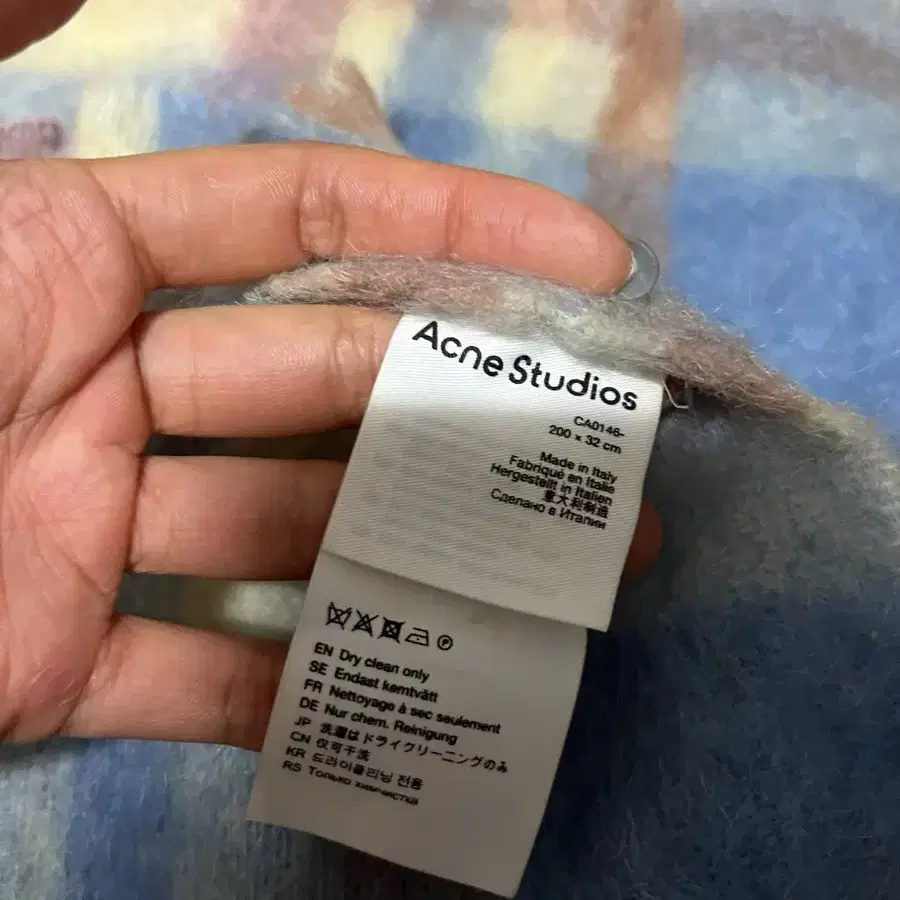 Acne Studios
CA0146-
200 x 32 cm
Made in Italy
Fabriqué en Italie
Hergestellt in Italien
意大利制造
Сделано в Италии
P
EN Dry clean only
SE Endast kemtvätt
FR Nettoyage à sec seulement
DE Nur chem. Reinigung
JP 洗濯はドライクリーニングのみ
CN 仅可干洗
KR 드라이클리닝 전용
RS Только химчистка